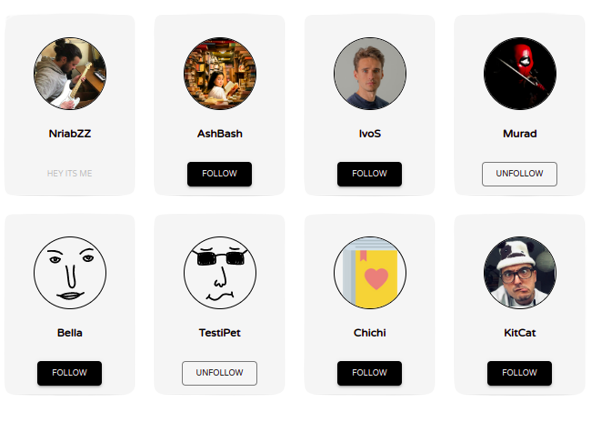 NriabZZ
AshBash
IvoS
Murad
HEY ITS ME
FOLLOW
FOLLOW
UNFOLLOW
Bella
TestiPet
Chichi
KitCat
FOLLOW
UNFOLLOW
FOLLOW
FOLLOW